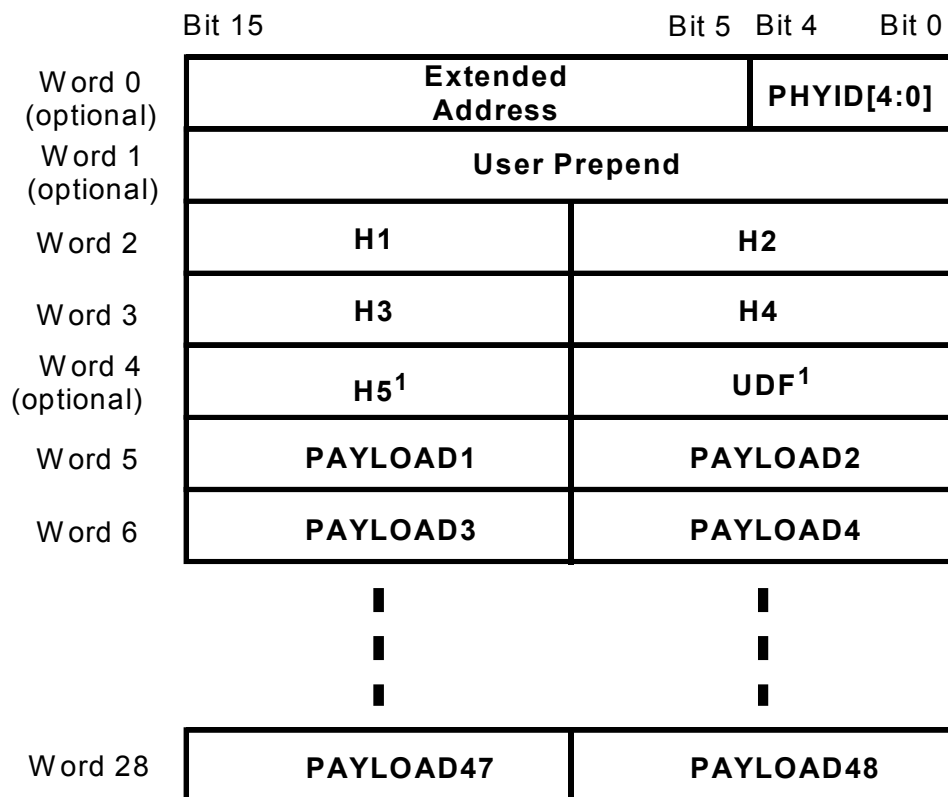 Bit 15 Bit 5 Bit 4 Bit 0
Word 0
(optional)
Extended
Address
PHYID[4:0]
Word 1
(optional)
User Prepend
Word 2 H1 H2
Word 3 H3 H4
Word 4
(optional)
H5¹ UDF¹
Word 5 PAYLOAD1 PAYLOAD2
Word 6 PAYLOAD3 PAYLOAD4
Word 28 PAYLOAD47 PAYLOAD48